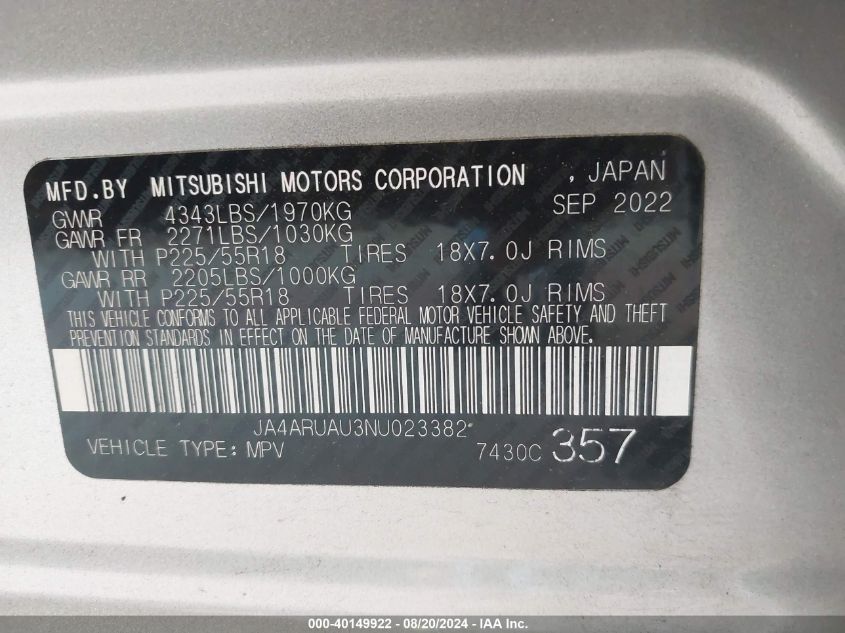 MFD.BY MITSUBISHI MOTORS CORPORATION , JAPAN
GVWR 4343LBS/1970KG SEP 2022
GAWR FR 2271LBS/1030KG
WITH P225/55R18 TIRES 18X7.0J RIMS
GAWR RR 2205LBS/1000KG
WITH P225/55R18 TIRES 18X7.0J RIMS
THIS VEHICLE CONFORMS TO ALL APPLICABLE FEDERAL MOTOR VEHICLE SAFETY AND THEFT
PREVENTION STANDARDS IN EFFECT ON THE DATE OF MANUFACTURE SHOWN ABOVE.
JA4ARUAU3NU023382*
VEHICLE TYPE: MPV 7430C 357
000-40149922 - 08/20/2024 - IAA Inc.